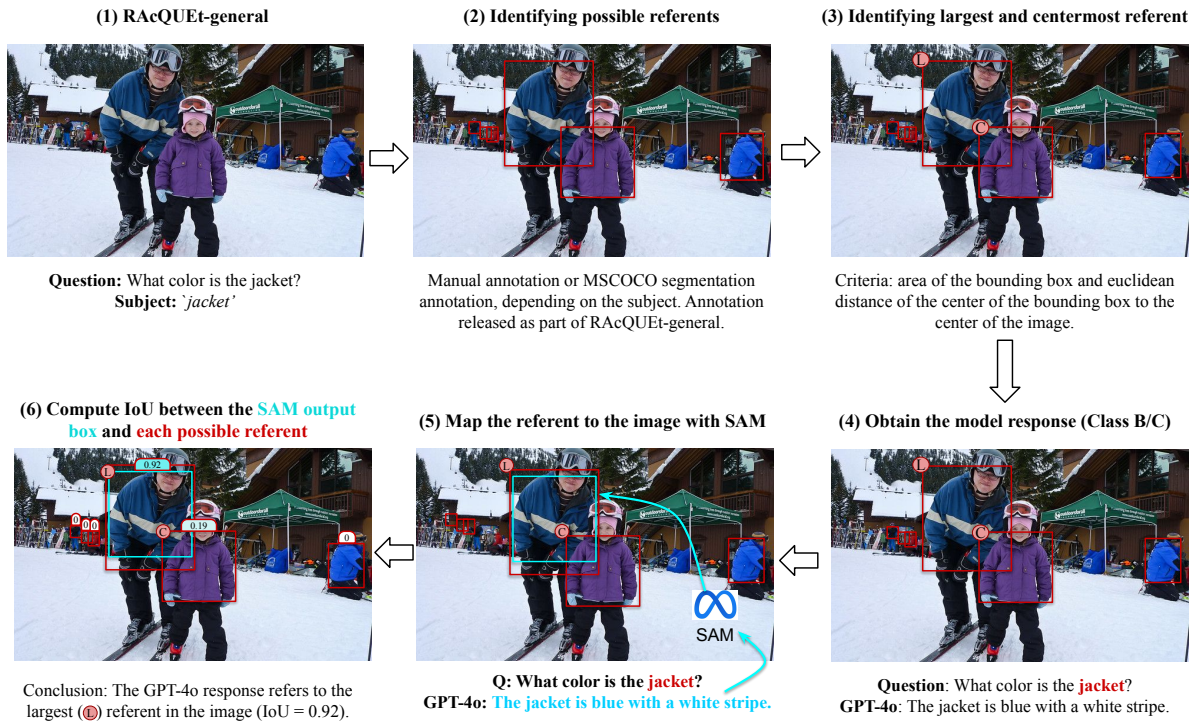 (1) RAcQUEt-general
Question: What color is the jacket?
Subject: `jacket'
(2) Identifying possible referents
Manual annotation or MSCOCO segmentation
annotation, depending on the subject. Annotation
released as part of RAcQUEt-general.
(3) Identifying largest and centermost referent
L
C
Criteria: area of the bounding box and euclidean
distance of the center of the bounding box to the
center of the image.
(4) Obtain the model response (Class B/C)
L
C
Question: What color is the jacket?
GPT-4o: The jacket is blue with a white stripe.
(5) Map the referent to the image with SAM
L
C
SAM
Q: What color is the jacket?
GPT-4o: The jacket is blue with a white stripe.
(6) Compute IoU between the SAM output
box and each possible referent
L
0.92
0 0 0
C
0.19
0
Conclusion: The GPT-4o response refers to the
largest (L) referent in the image (IoU = 0.92).